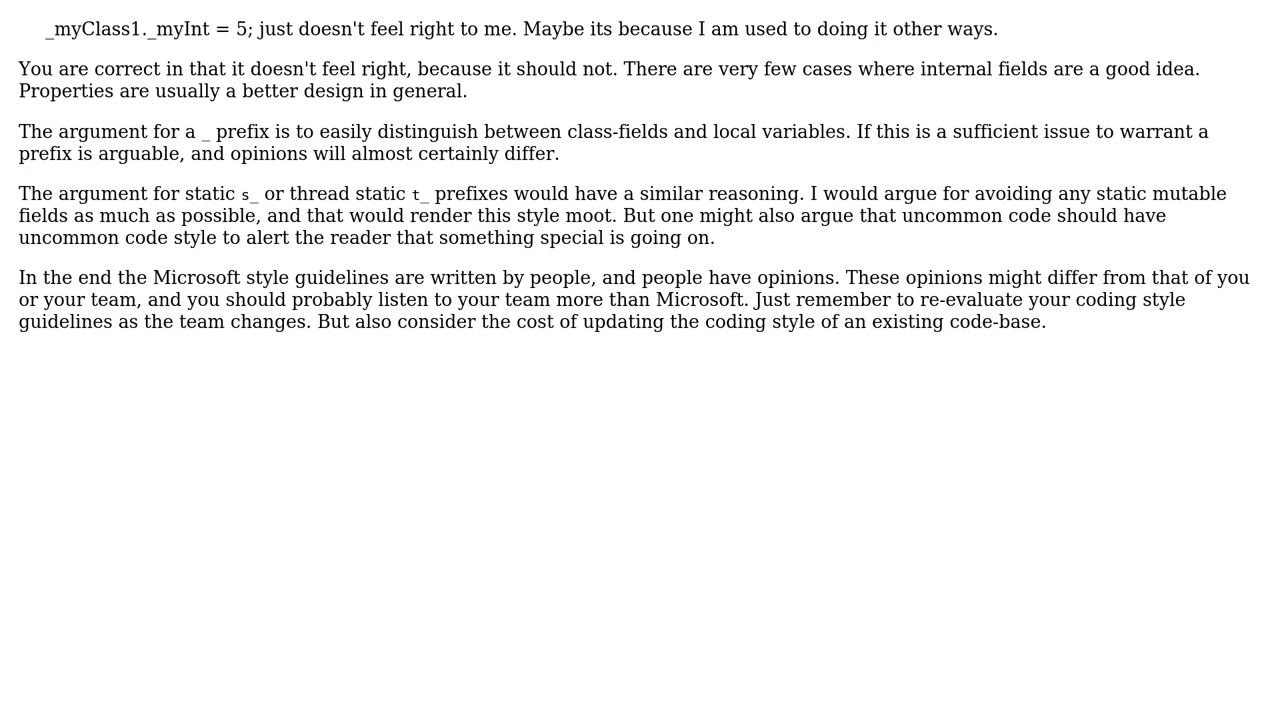 _myClass1._myInt = 5; just doesn't feel right to me. Maybe its because I am used to doing it other ways.
You are correct in that it doesn't feel right, because it should not. There are very few cases where internal fields are a good idea.
Properties are usually a better design in general.
The argument for a _ prefix is to easily distinguish between class-fields and local variables. If this is a sufficient issue to warrant a
prefix is arguable, and opinions will almost certainly differ.
The argument for static s_ or thread static t_ prefixes would have a similar reasoning. I would argue for avoiding any static mutable
fields as much as possible, and that would render this style moot. But one might also argue that uncommon code should have
uncommon code style to alert the reader that something special is going on.
In the end the Microsoft style guidelines are written by people, and people have opinions. These opinions might differ from that of you
or your team, and you should probably listen to your team more than Microsoft. Just remember to re-evaluate your coding style
guidelines as the team changes. But also consider the cost of updating the coding style of an existing code-base.